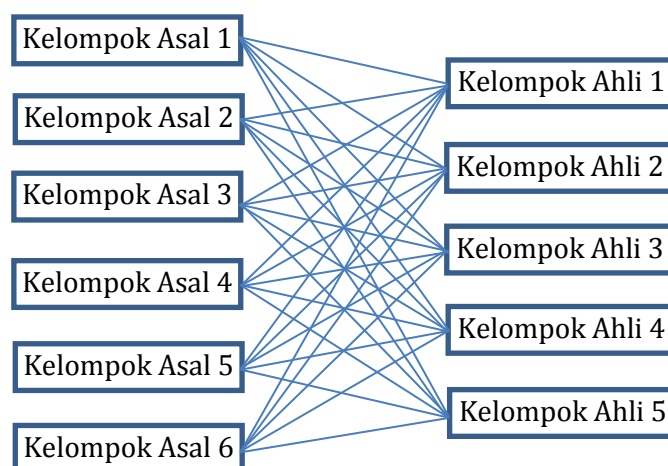 Kelompok Asal 1
Kelompok Asal 2
Kelompok Asal 3
Kelompok Asal 4
Kelompok Asal 5
Kelompok Asal 6
Kelompok Ahli 1
Kelompok Ahli 2
Kelompok Ahli 3
Kelompok Ahli 4
Kelompok Ahli 5